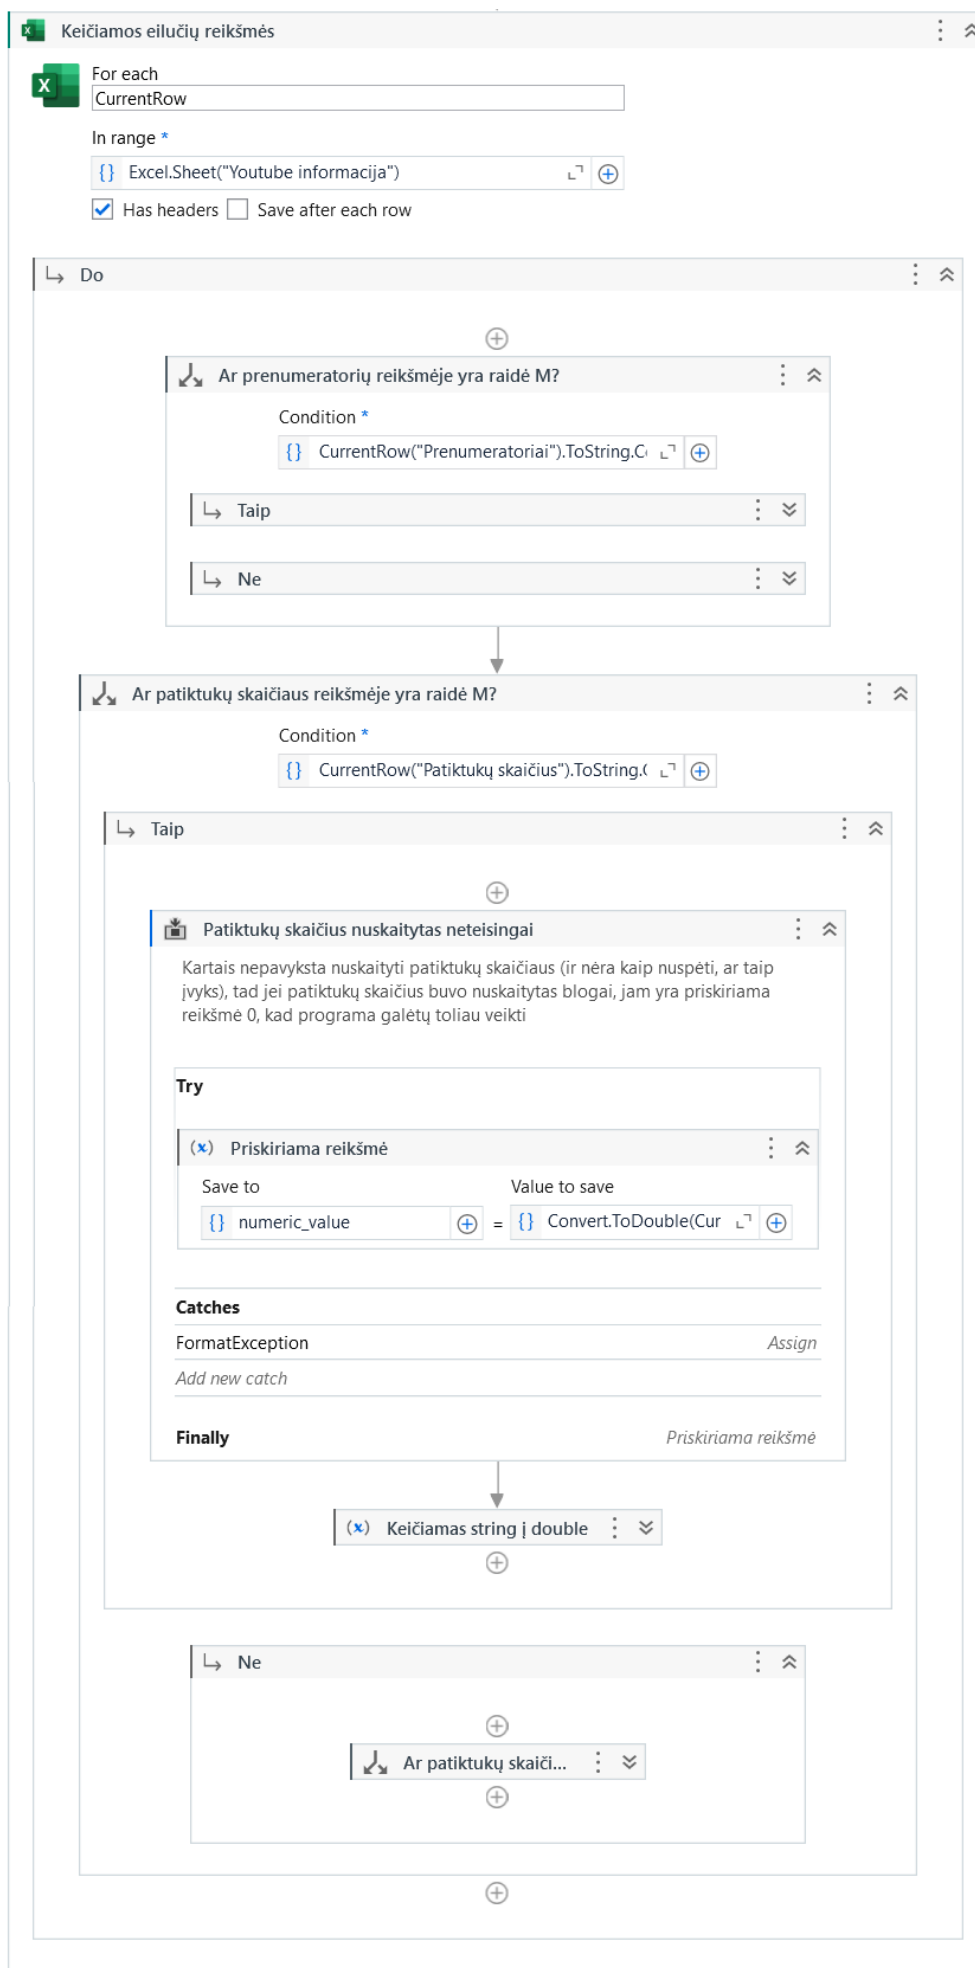 Keičiamos eilučių reikšmės
For each
CurrentRow
In range *
Excel.Sheet("Youtube informacija")
Has headers Save after each row
Do
Ar prenumeratorių reikšmėje yra raidė M?
Condition *
CurrentRow("Prenumeratoriai").ToString.C
Taip
Ne
Ar patiktukų skaičiaus reikšmėje yra raidė M?
Condition *
CurrentRow("Patiktukų skaičius").ToString.
Taip
Patiktukų skaičius nuskaitytas neteisingai
Kartais nepavyksta nuskaityti patiktukų skaičiaus (ir nėra kaip nuspėti, ar taip
įvyks), tad jei patiktukų skaičius buvo nuskaitytas blogai, jam yra priskiriama
reikšmė 0, kad programa galėtų toliau veikti
Try
(x) Priskiriama reikšmė
Save to Value to save
numeric_value = Convert.ToDouble(Cur
Catches
FormatException Assign
Add new catch
Finally Priskiriama reikšmė
(x) Keičiamas string į double
Ne
Ar patiktukų skaiči...